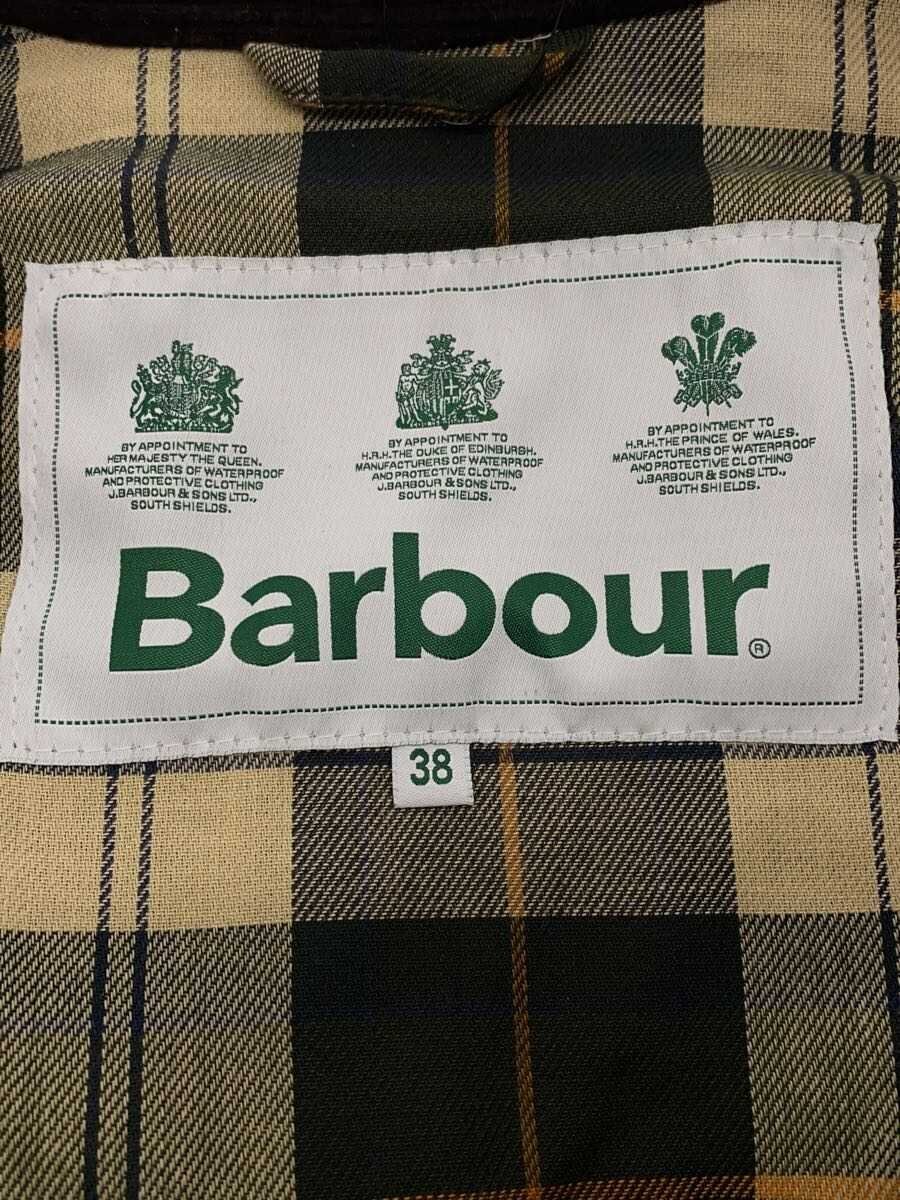 BY APPOINTMENT TO
HER MAJESTY THE QUEEN.
MANUFACTURERS OF WATERPROOF
AND PROTECTIVE CLOTHING
J.BARBOUR & SONS LTD.,
SOUTH SHIELDS.
BY APPOINTMENT TO
H.R.H. THE DUKE OF EDINBURGH.
MANUFACTURERS OF WATERPROOF
AND PROTECTIVE CLOTHING
J.BARBOUR & SONS LTD.,
SOUTH SHIELDS.
BY APPOINTMENT TO
H.R.H. THE PRINCE OF WALES.
MANUFACTURERS OF WATERPROOF
AND PROTECTIVE CLOTHING
J.BARBOUR & SONS LTD.,
SOUTH SHIELDS.
Barbour®
38